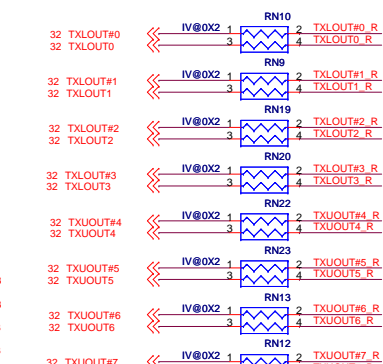 RN10
32 TXLOUT#0 IV@0X2 1 2 TXLOUT#0_R
32 TXLOUT0 3 4 TXLOUT0_R
RN9
32 TXLOUT#1 IV@0X2 1 2 TXLOUT#1_R
32 TXLOUT1 3 4 TXLOUT1_R
RN19
32 TXLOUT#2 IV@0X2 1 2 TXLOUT#2_R
32 TXLOUT2 3 4 TXLOUT2_R
RN20
32 TXLOUT#3 IV@0X2 1 2 TXLOUT#3_R
32 TXLOUT3 3 4 TXLOUT3_R
RN22
32 TXUOUT#4 IV@0X2 1 2 TXUOUT#4_R
32 TXUOUT4 3 4 TXUOUT4_R
RN23
32 TXUOUT#5 IV@0X2 1 2 TXUOUT#5_R
32 TXUOUT5 3 4 TXUOUT5_R
RN13
32 TXUOUT#6 IV@0X2 1 2 TXUOUT#6_R
32 TXUOUT6 3 4 TXUOUT6_R
RN12
32 TXUOUT#7 IV@0X2 1 2 TXUOUT#7_R